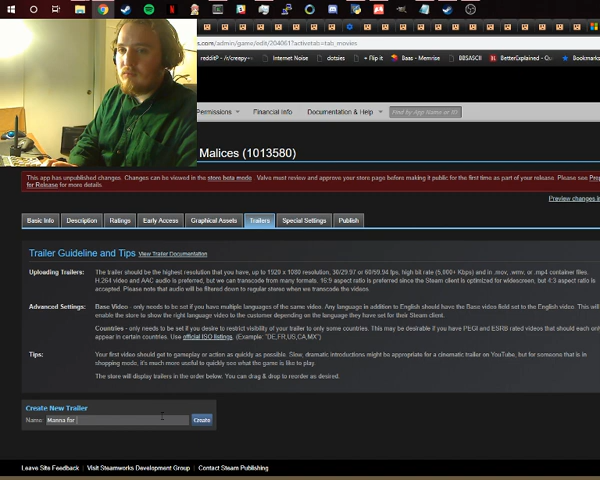 s.com/admin/game/edit/204061?activetab=tab_movies
redditP - /r/creepy
Internet Noise
dotsies
+ Flip it
Baas - Memrise
BBSASCII
BetterExplained
Bookmarks
Permissions
Financial Info
Documentation & Help
Find by App Name or ID
Malices (1013580)
This app has unpublished changes. Changes can be viewed in the store beta mode - Valve must review and approve your store page before making it public for the first time as part of your release. Please see
for Release for more details.
Preview changes in
Basic Info
Description
Ratings
Early Access
Graphical Assets
Trailers
Special Settings
Publish
Trailer Guideline and Tips View Trailer Documentation
Uploading Trailers: The trailer should be the highest resolution that you have, up to 1920 x 1080 resolution, 30/29.97 or 60/59.94 fps, high bit rate (5,000+ Kbps) and in .mov, .wmv, or .mp4 container files.
H.264 video and AAC audio is preferred, but we can transcode from many formats. 16:9 aspect ratio is preferred since the Steam client is optimized for widescreen, but 4:3 aspect ratio is
accepted. Please note that audio will be filtered down to regular stereo when we transcode the videos.
Advanced Settings: Base Video - only needs to be set if you have multiple languages of the same video. Any language in addition to English should have the Base video field set to the English video. This will
enable the store to show the right language video to the customer depending on the language they have set for their Steam client.
Countries - only needs to be set if you desire to restrict visibility of your trailer to only some countries. This may be desirable if you have PEGI and ESRB rated videos that should each only
appear in certain countries. Use official ISO listings. (Example: "DE,FR,US,CA,MX")
Tips: Your first video should get to gameplay or action as quickly as possible. Slow, dramatic introductions might be appropriate for a cinematic trailer on YouTube, but for someone that is in
shopping mode, it's much more useful to quickly see what the game is like to play.
The store will display trailers in the order below. You can drag & drop to reorder as desired.
Create New Trailer
Name: Manna for
Create
Leave Site Feedback | Visit Steamworks Development Group | Contact Steam Publishing